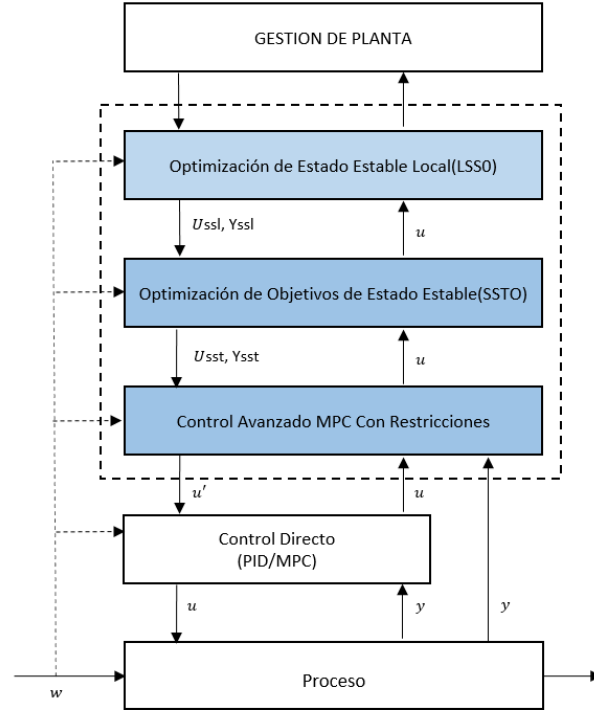 GESTION DE PLANTA
Optimización de Estado Estable Local(LSS0)
Ussl, Yssl
u
Optimización de Objetivos de Estado Estable(SSTO)
Usst, Ysst
u
Control Avanzado MPC Con Restricciones
u'
u
Control Directo
(PID/MPC)
u
y
y
Proceso
w